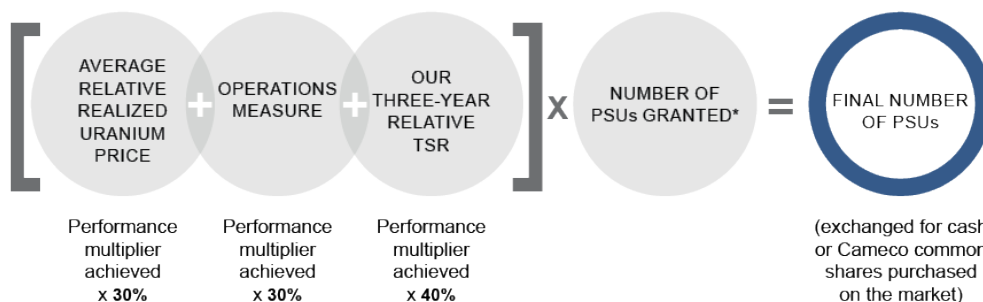 [
AVERAGE
RELATIVE
REALIZED
URANIUM
PRICE
+
OPERATIONS
MEASURE
+
OUR
THREE-YEAR
RELATIVE
TSR
]
x
NUMBER OF
PSUs GRANTED*
=
FINAL NUMBER
OF PSUs
Performance
multiplier
achieved
x 30%
Performance
multiplier
achieved
x 30%
Performance
multiplier
achieved
x 40%
(exchanged for cash
or Cameco common
shares purchased
on the market)